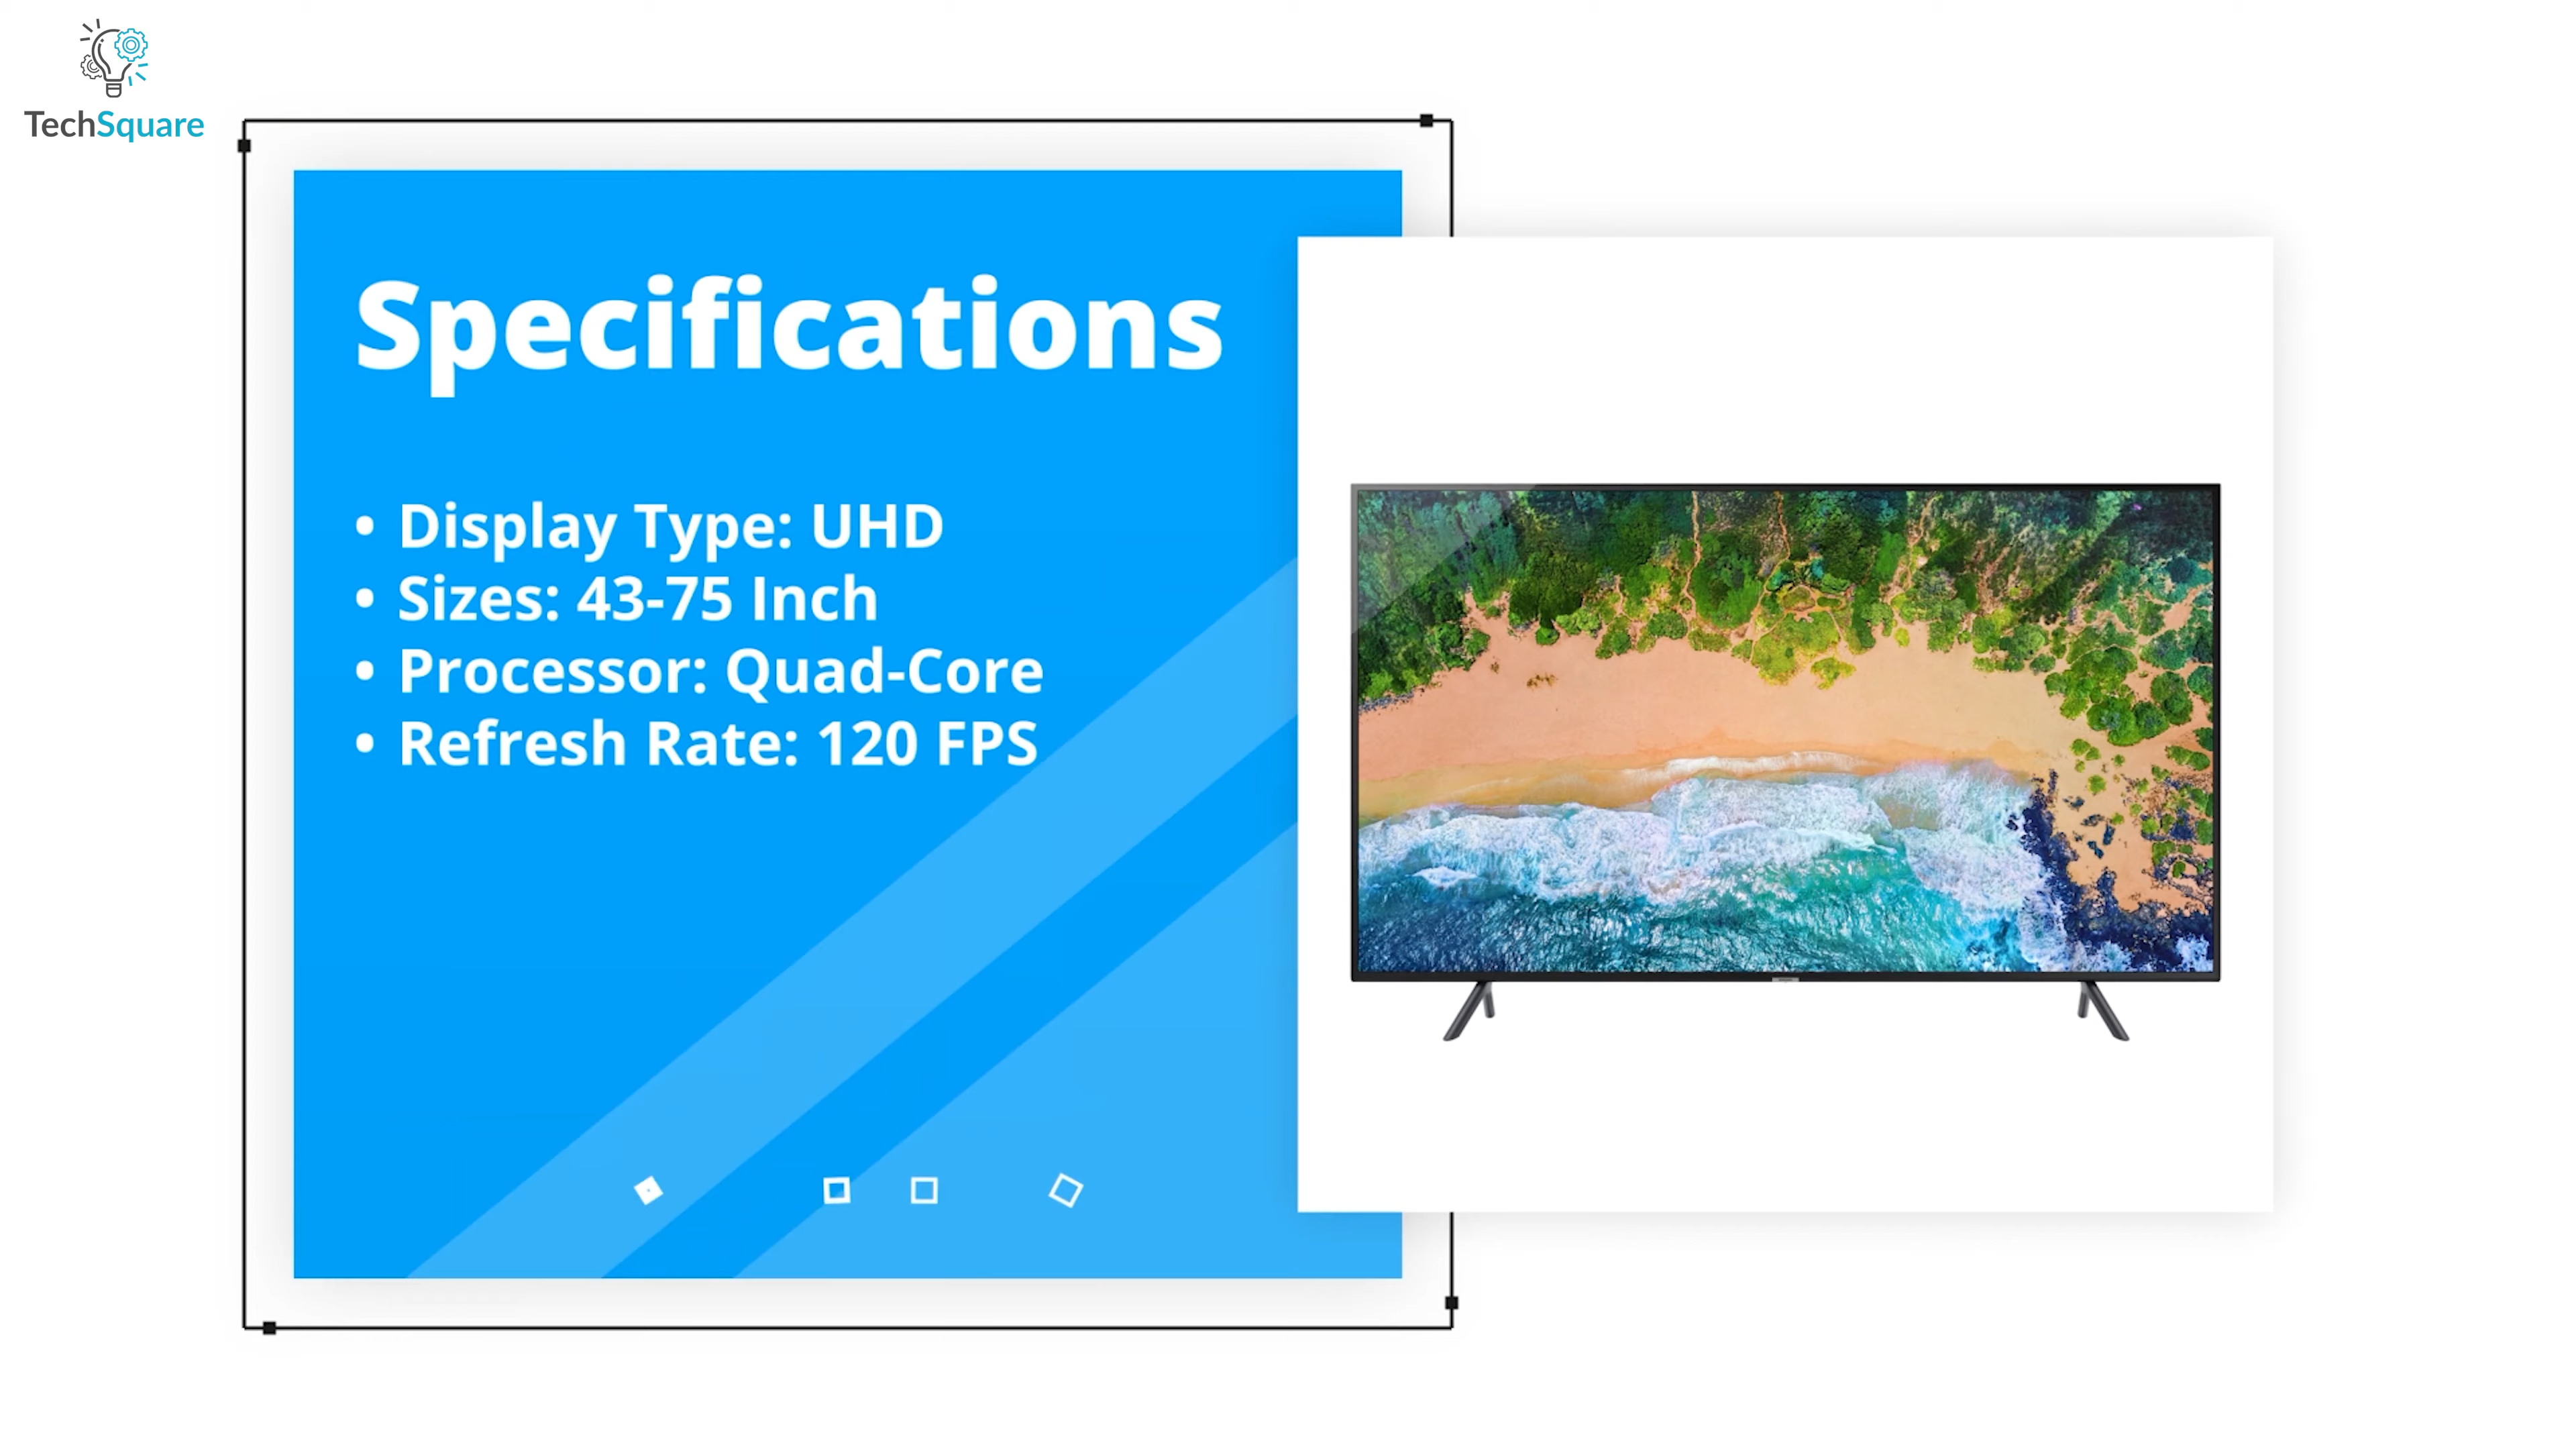 TechSquare
Specifications
• Display Type: UHD
• Sizes: 43-75 Inch
• Processor: Quad-Core
• Refresh Rate: 120 FPS